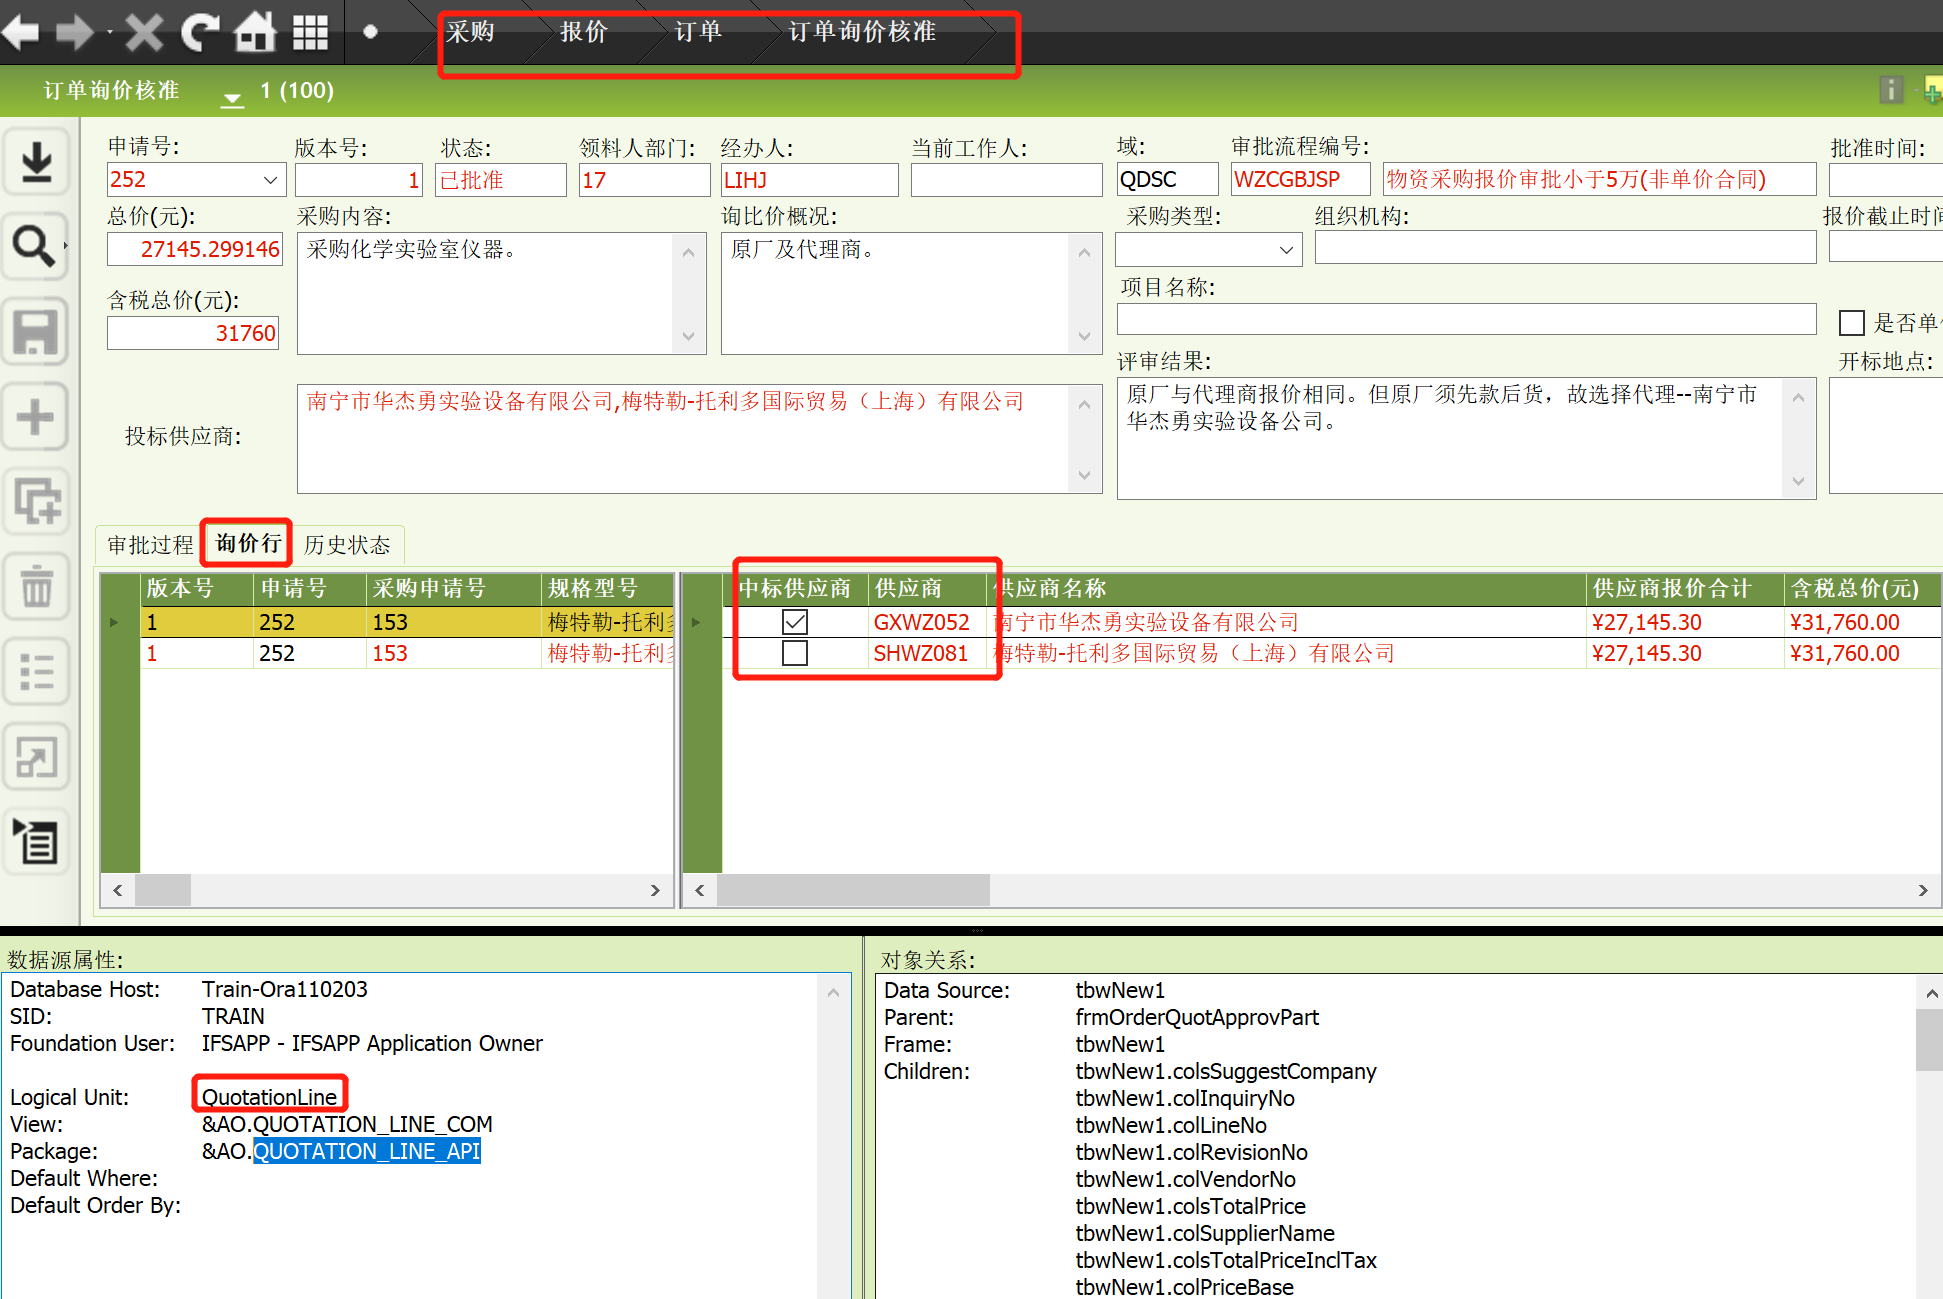 采购 报价 订单 订单询价核准
订单询价核准 1 (100)
申请号: 版本号: 状态: 领料人部门: 经办人: 当前工作人: 域: 审批流程编号: 批准时间:
252 1 已批准 17 LIHJ QDSC WZCGBJSP 物资采购报价审批小于5万(非单价合同)
总价(元): 采购内容: 询比价概况: 采购类型: 组织机构: 报价截止时间
27145.299146 采购化学实验室仪器。 原厂及代理商。
项目名称:
含税总价(元):
31760 是否单
评审结果: 开标地点:
投标供应商:
南宁市华杰勇实验设备有限公司,梅特勒-托利多国际贸易（上海）有限公司
原厂与代理商报价相同。但原厂须先款后货，故选择代理--南宁市
华杰勇实验设备公司。
审批过程 询价行 历史状态
版本号 申请号 采购申请号 规格型号 中标供应商 供应商 供应商名称 供应商报价合计 含税总价(元)
1 252 153 梅特勒-托利多 GXWZ052 南宁市华杰勇实验设备有限公司 ¥27,145.30 ¥31,760.00
1 252 153 梅特勒-托利多 SHWZ081 梅特勒-托利多国际贸易（上海）有限公司 ¥27,145.30 ¥31,760.00
数据源属性:
Database Host: Train-Ora110203
SID: TRAIN
Foundation User: IFSAPP - IFSAPP Application Owner
Logical Unit: QuotationLine
View: &AO.QUOTATION_LINE_COM
Package: &AO.QUOTATION_LINE_API
Default Where:
Default Order By:
对象关系:
Data Source: tbwNew1
Parent: frmOrderQuotApprovPart
Frame: tbwNew1
Children: tbwNew1.colsSuggestCompany
tbwNew1.colInquiryNo
tbwNew1.colLineNo
tbwNew1.colRevisionNo
tbwNew1.colVendorNo
tbwNew1.colsTotalPrice
tbwNew1.colSupplierName
tbwNew1.colsTotalPriceInclTax
tbwNew1.colPriceBase